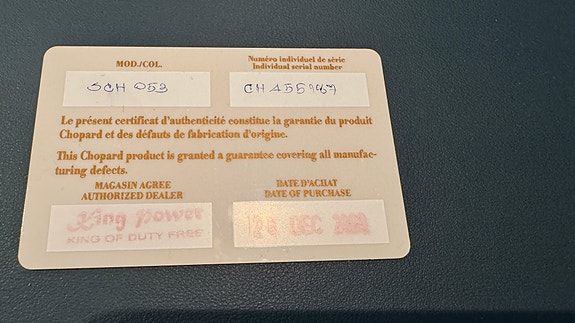 MOD./COL.
Numéro individuel de série
Individual serial number
SCH 053
Le présent certificat d'authenticité constitue la garantie du produit
Chopard et des défauts de fabrication d'origine.
This Chopard product is granted a guarantee covering all manufac-
turing defects.
MAGASIN AGREE
AUTHORIZED DEALER
DATE D'ACHAT
DATE OF PURCHASE
King Power
KING OF DUTY FREE
DEC